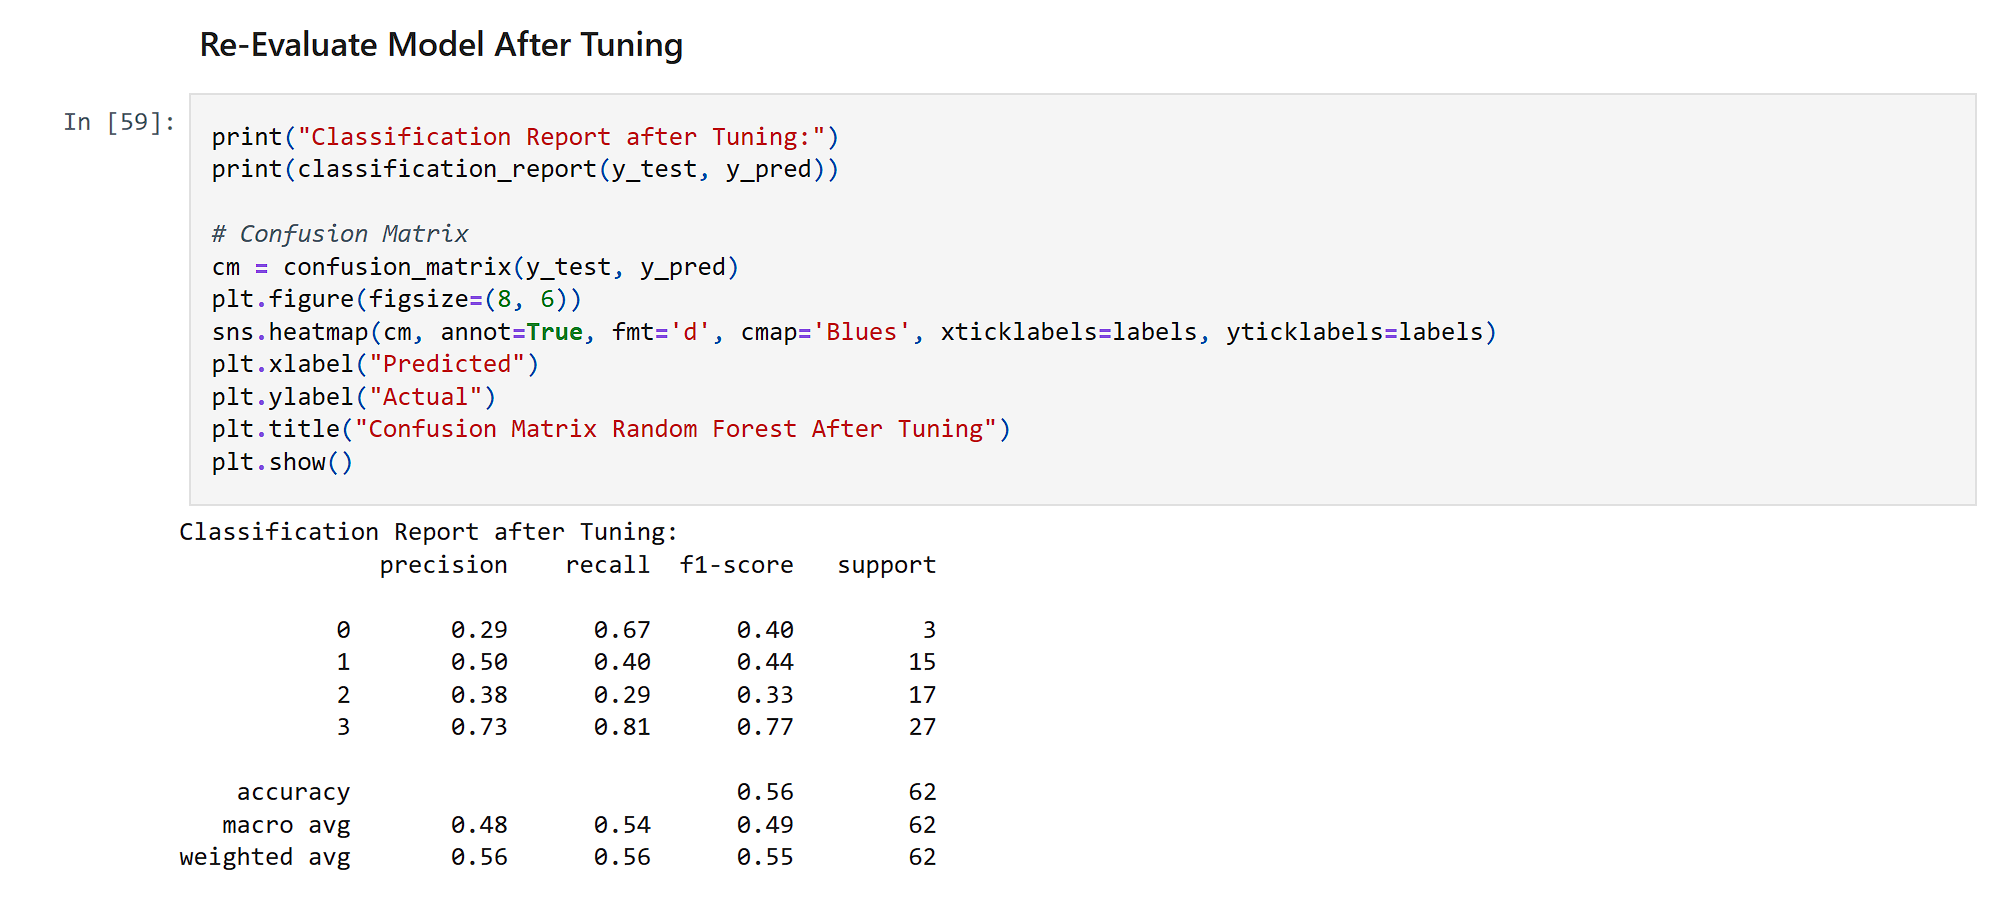 Re-Evaluate Model After Tuning
In [59]:
print("Classification Report after Tuning:")
print(classification_report(y_test, y_pred))
# Confusion Matrix
cm = confusion_matrix(y_test, y_pred)
plt.figure(figsize=(8, 6))
sns.heatmap(cm, annot=True, fmt='d', cmap='Blues', xticklabels=labels, yticklabels=labels)
plt.xlabel("Predicted")
plt.ylabel("Actual")
plt.title("Confusion Matrix Random Forest After Tuning")
plt.show()
Classification Report after Tuning:
precision recall f1-score support
0 0.29 0.67 0.40 3
1 0.50 0.40 0.44 15
2 0.38 0.29 0.33 17
3 0.73 0.81 0.77 27
accuracy 0.56 62
macro avg 0.48 0.54 0.49 62
weighted avg 0.56 0.56 0.55 62